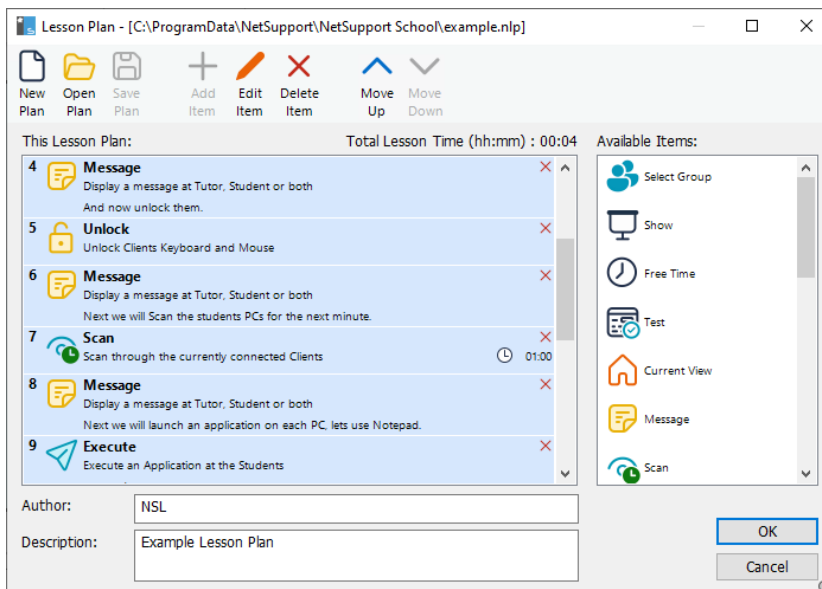 Lesson Plan - [C:\ProgramData\NetSupport\NetSupport School\example.nlp]
New Plan
Open Plan
Save Plan
Add Item
Edit Item
Delete Item
Move Up
Move Down
This Lesson Plan:
Total Lesson Time (hh:mm) : 00:04
4 Message
Display a message at Tutor, Student or both
And now unlock them.
5 Unlock
Unlock Clients Keyboard and Mouse
6 Message
Display a message at Tutor, Student or both
Next we will Scan the students PCs for the next minute.
7 Scan
Scan through the currently connected Clients 01:00
8 Message
Display a message at Tutor, Student or both
Next we will launch an application on each PC, lets use Notepad.
9 Execute
Execute an Application at the Students
Available Items:
Select Group
Show
Free Time
Test
Current View
Message
Scan
Author: NSL
Description: Example Lesson Plan
OK
Cancel